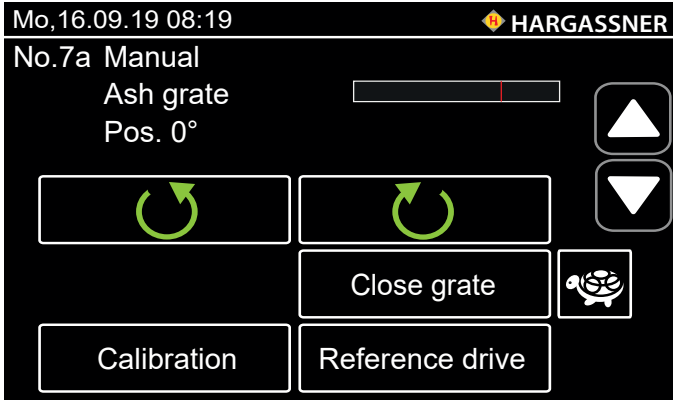 Mo,16.09.19 08:19
H HARGASSNER
No.7a Manual
Ash grate
Pos. 0°
Close grate
Calibration
Reference drive